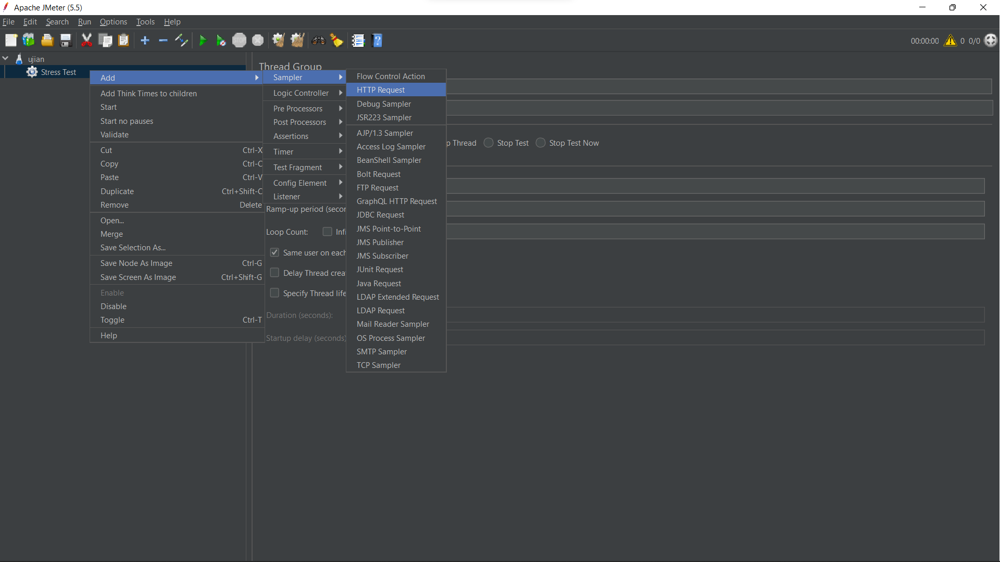 Apache JMeter (5.5)
File Edit Search Run Options Tools Help
00:00:00 0 0/0
ujian
Stress Test
Thread Group
Add
Add Think Times to children
Start
Start no pauses
Validate
Cut Ctrl-X
Copy Ctrl-C
Paste Ctrl-V
Duplicate Ctrl+Shift-C
Remove Delete
Open...
Merge
Save Selection As...
Save Node As Image Ctrl-G
Save Screen As Image Ctrl+Shift-G
Enable
Disable
Toggle Ctrl-T
Help
Sampler
Logic Controller
Pre Processors
Post Processors
Assertions
Timer
Test Fragment
Config Element
Listener
Flow Control Action
HTTP Request
Debug Sampler
JSR223 Sampler
AJP/1.3 Sampler
Access Log Sampler
BeanShell Sampler
Bolt Request
FTP Request
GraphQL HTTP Request
JDBC Request
JMS Point-to-Point
JMS Publisher
JMS Subscriber
JUnit Request
Java Request
LDAP Extended Request
LDAP Request
Mail Reader Sampler
OS Process Sampler
SMTP Sampler
TCP Sampler
p Thread Stop Test Stop Test Now
Ramp-up period (secon
Loop Count: Infi
Same user on each
Delay Thread crea
Specify Thread life
Duration (seconds):
Startup delay (seconds)
STOP